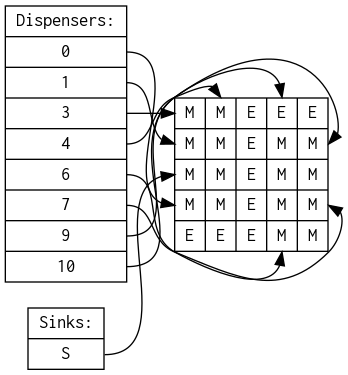 Dispensers:
0
1
3
4
6
7
9
10
M M E E E
M M E M M
M M E M M
M M E M M
E E E M M
Sinks:
S